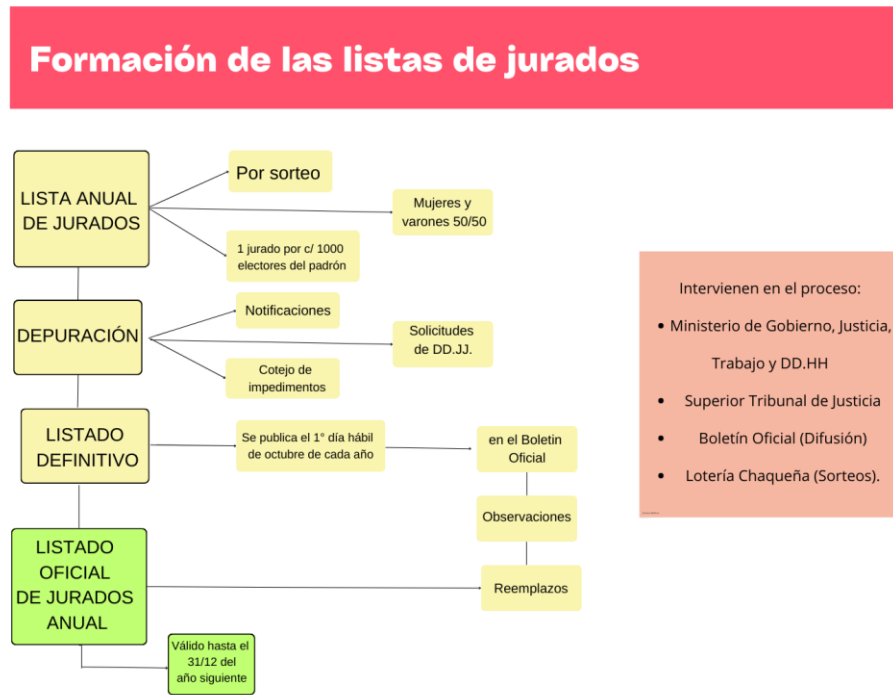 Formación de las listas de jurados
LISTA ANUAL
DE JURADOS
Por sorteo
Mujeres y
varones 50/50
1 jurado por c/ 1000
electores del padrón
DEPURACIÓN
Notificaciones
Solicitudes
de DD.JJ.
Cotejo de
impedimentos
LISTADO
DEFINITIVO
Se publica el 1° día hábil
de octubre de cada año
en el Boletin
Oficial
Observaciones
Reemplazos
LISTADO
OFICIAL
DE JURADOS
ANUAL
Válido hasta el
31/12 del
año siguiente
Intervienen en el proceso:
• Ministerio de Gobierno, Justicia,
Trabajo y DD.HH
• Superior Tribunal de Justicia
• Boletín Oficial (Difusión)
• Lotería Chaqueña (Sorteos).